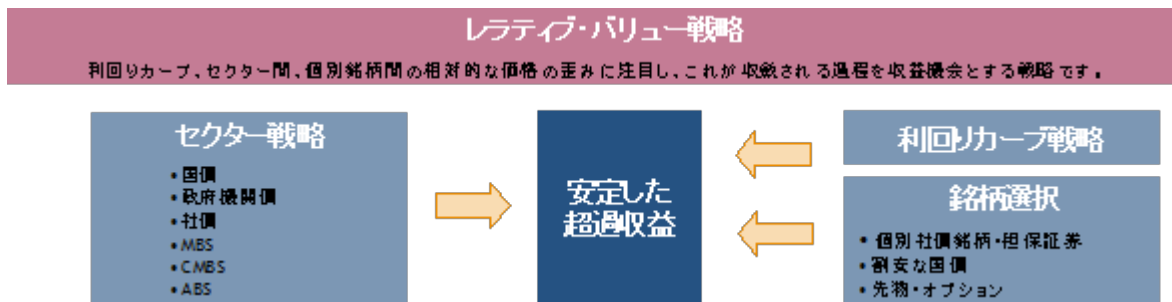 レラティブ・バリュー戦略
利回りカーブ、セクター間、個別銘柄間の相対的な価格の歪みに注目し、これが収斂される過程を収益機会とする戦略です。
セクター戦略
• 国債
• 政府機関債
• 社債
• MBS
• CMBS
• ABS
安定した
超過収益
利回りカーブ戦略
銘柄選択
• 個別社債銘柄・担保証券
• 割安な国債
• 先物・オプション